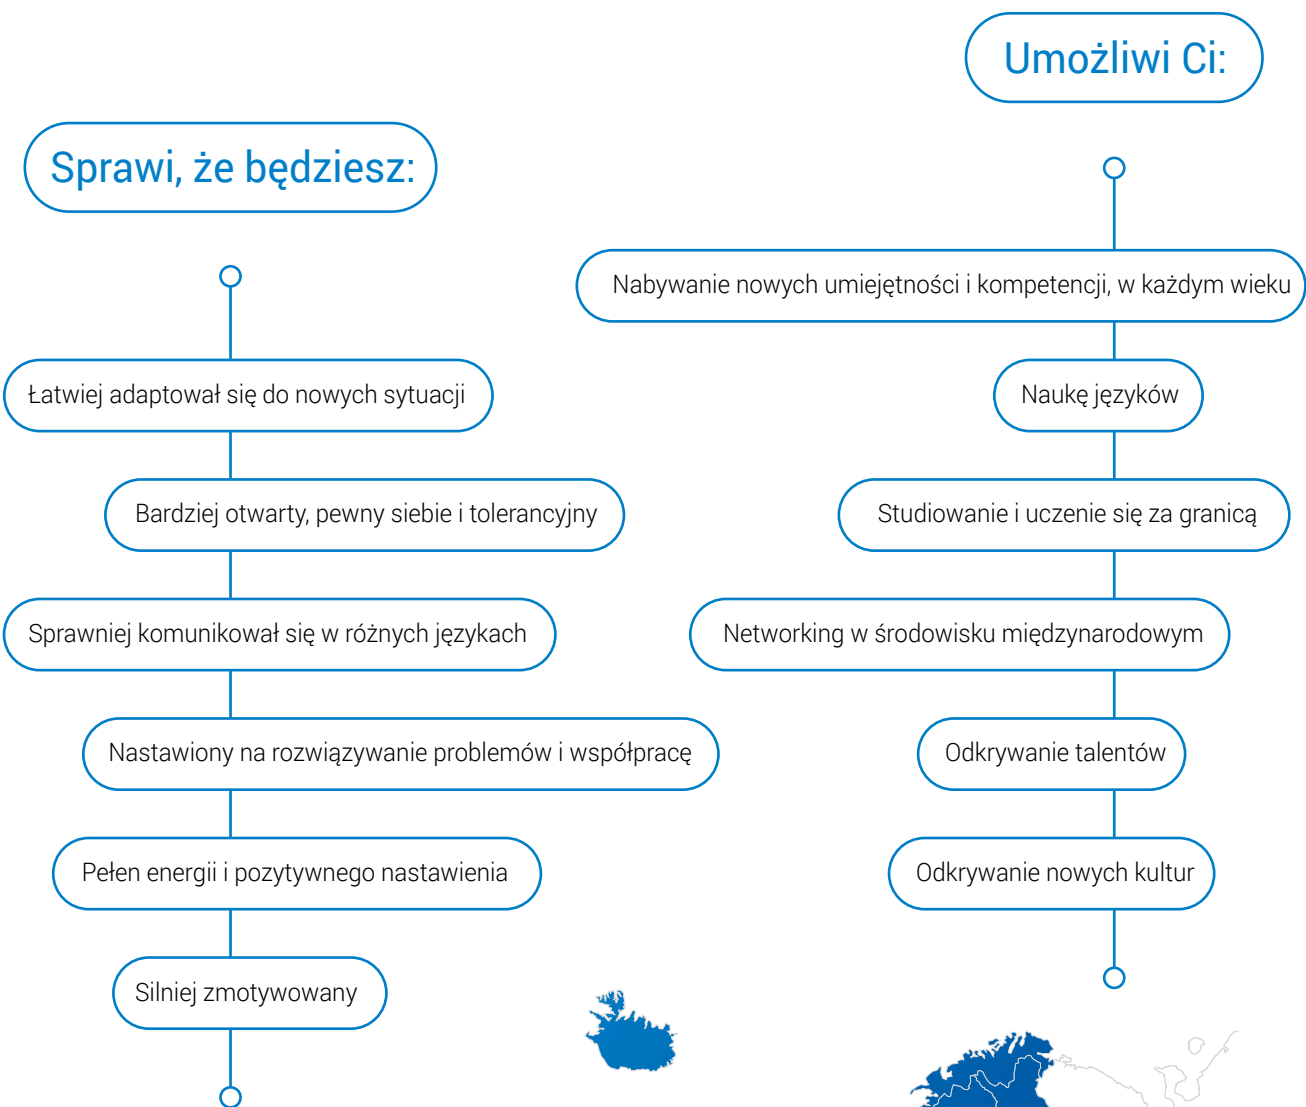 Sprawi, że będziesz:
Łatwiej adaptował się do nowych sytuacji
Bardziej otwarty, pewny siebie i tolerancyjny
Sprawniej komunikował się w różnych językach
Nastawiony na rozwiązywanie problemów i współpracę
Pełen energii i pozytywnego nastawienia
Silniej zmotywowany
Umożliwi Ci:
Nabywanie nowych umiejętności i kompetencji, w każdym wieku
Naukę języków
Studiowanie i uczenie się za granicą
Networking w środowisku międzynarodowym
Odkrywanie talentów
Odkrywanie nowych kultur